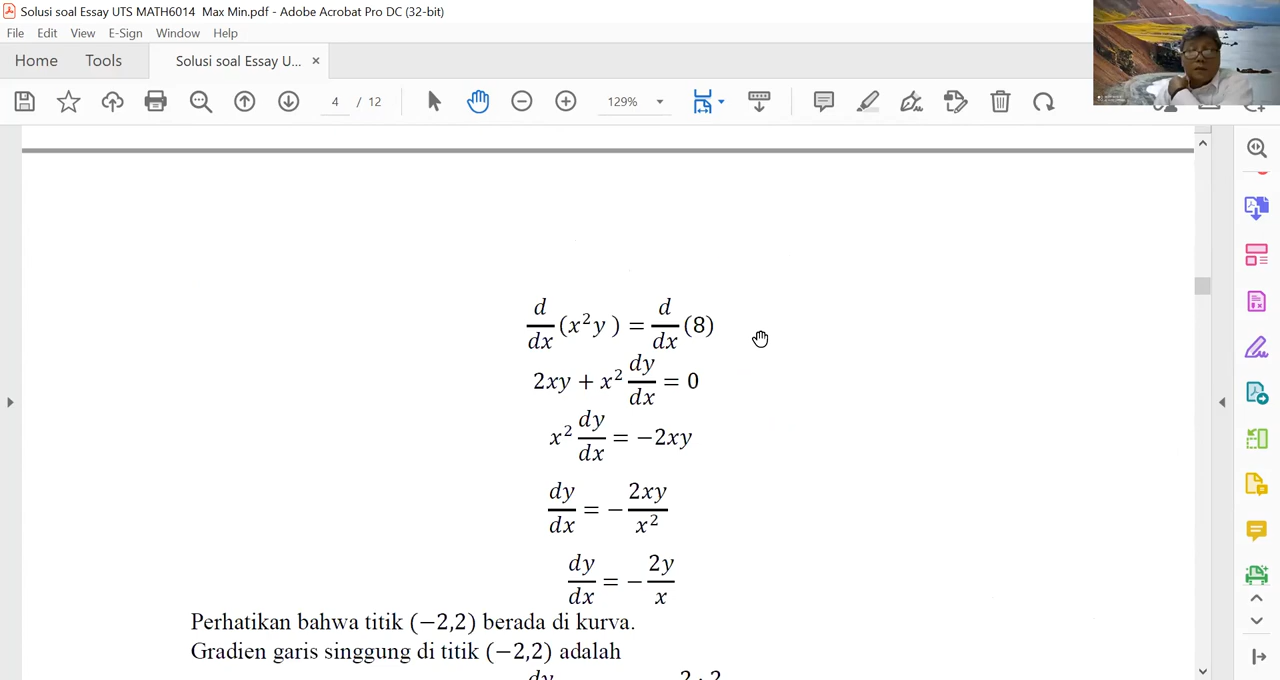 Solusi soal Essay UTS MATH6014 Max Min.pdf - Adobe Acrobat Pro DC (32-bit)
File Edit View E-Sign Window Help
Home Tools Solusi soal Essay U... ×
4 / 12 129%
d/dx (x²y) = d/dx (8)
2xy + x² dy/dx = 0
x² dy/dx = −2xy
dy/dx = − 2xy/x²
dy/dx = − 2y/x
Perhatikan bahwa titik (−2,2) berada di kurva.
Gradien garis singgung di titik (−2,2) adalah